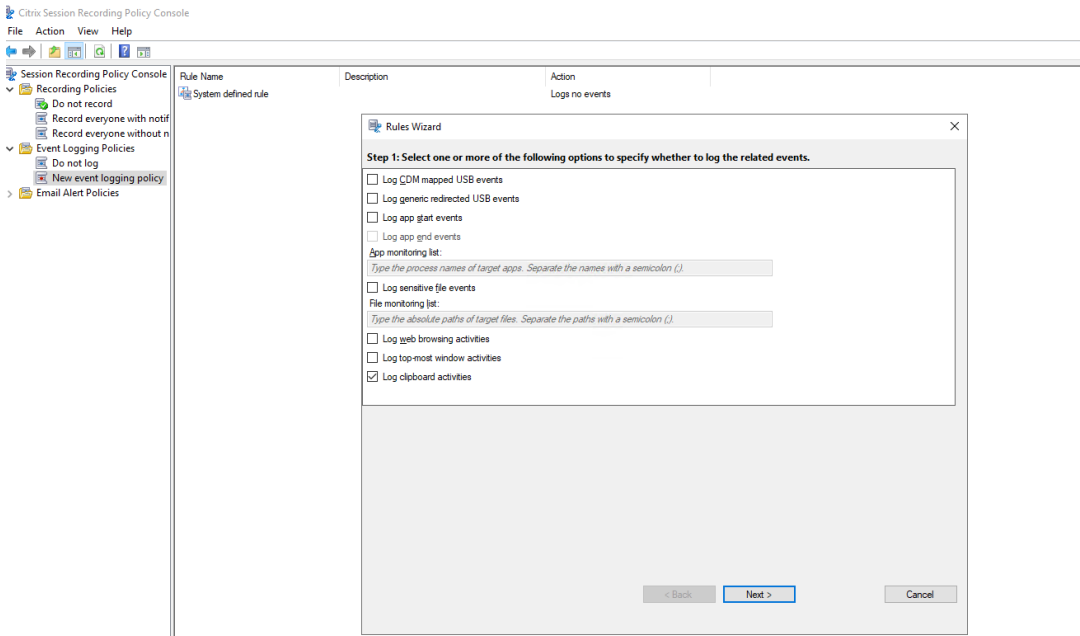 Citrix Session Recording Policy Console
File Action View Help
Session Recording Policy Console
Recording Policies
Do not record
Record everyone with notif
Record everyone without n
Event Logging Policies
Do not log
New event logging policy
Email Alert Policies
Rule Name Description Action
System defined rule Logs no events
Rules Wizard
Step 1: Select one or more of the following options to specify whether to log the related events.
Log CDM mapped USB events
Log generic redirected USB events
Log app start events
Log app end events
App monitoring list:
Type the process names of target apps. Separate the names with a semicolon (;).
Log sensitive file events
File monitoring list:
Type the absolute paths of target files. Separate the paths with a semicolon (;).
Log web browsing activities
Log top-most window activities
Log clipboard activities
< Back Next > Cancel